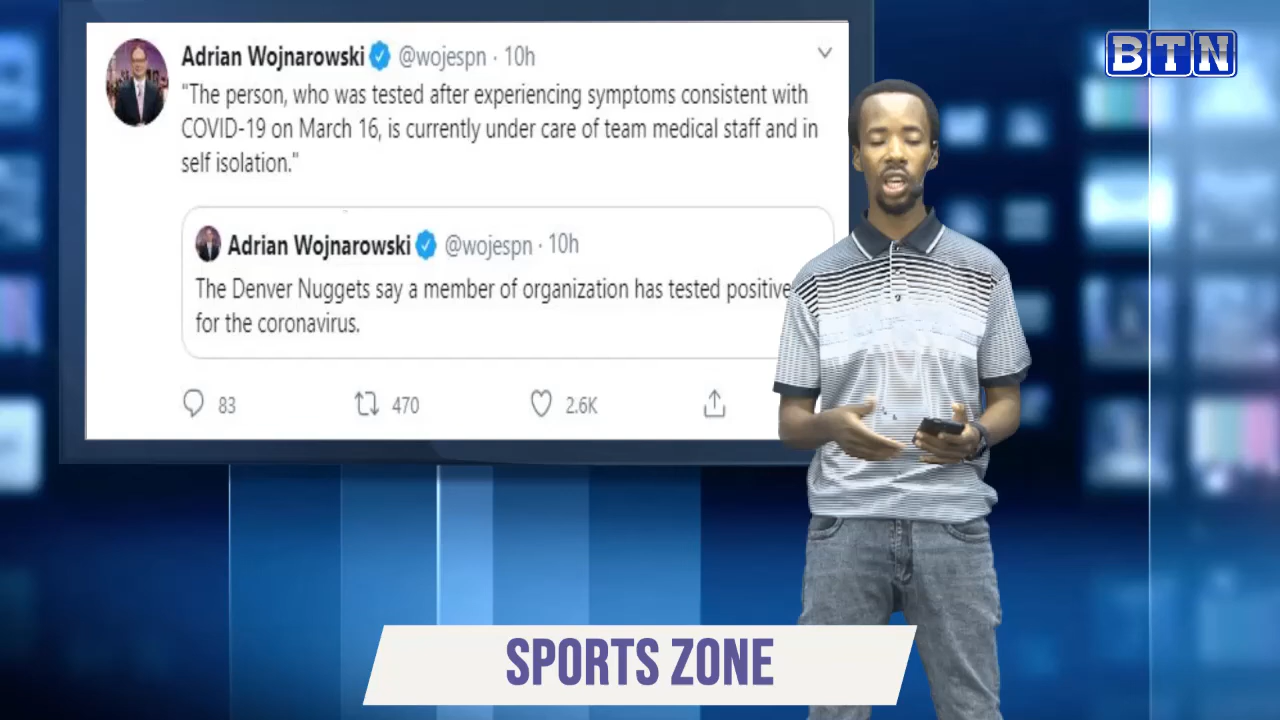 Adrian Wojnarowski @wojespn · 10h
"The person, who was tested after experiencing symptoms consistent with
COVID-19 on March 16, is currently under care of team medical staff and in
self isolation."
Adrian Wojnarowski @wojespn · 10h
The Denver Nuggets say a member of organization has tested positive
for the coronavirus.
83 470 2.6K
BTN
SPORTS ZONE